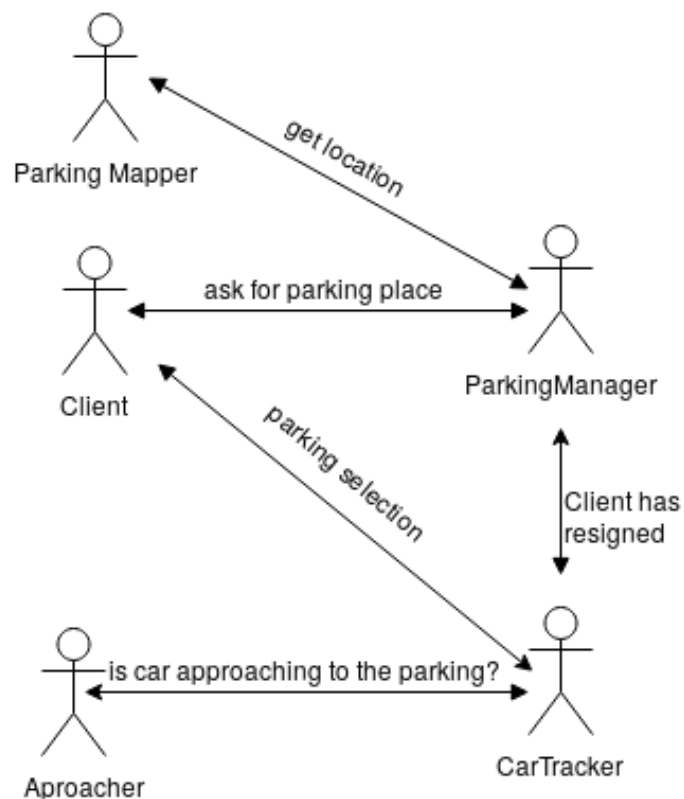 Parking Mapper
get location
ask for parking place
Client
ParkingManager
parking selection
Client has
resigned
is car approaching to the parking?
Aproacher
CarTracker